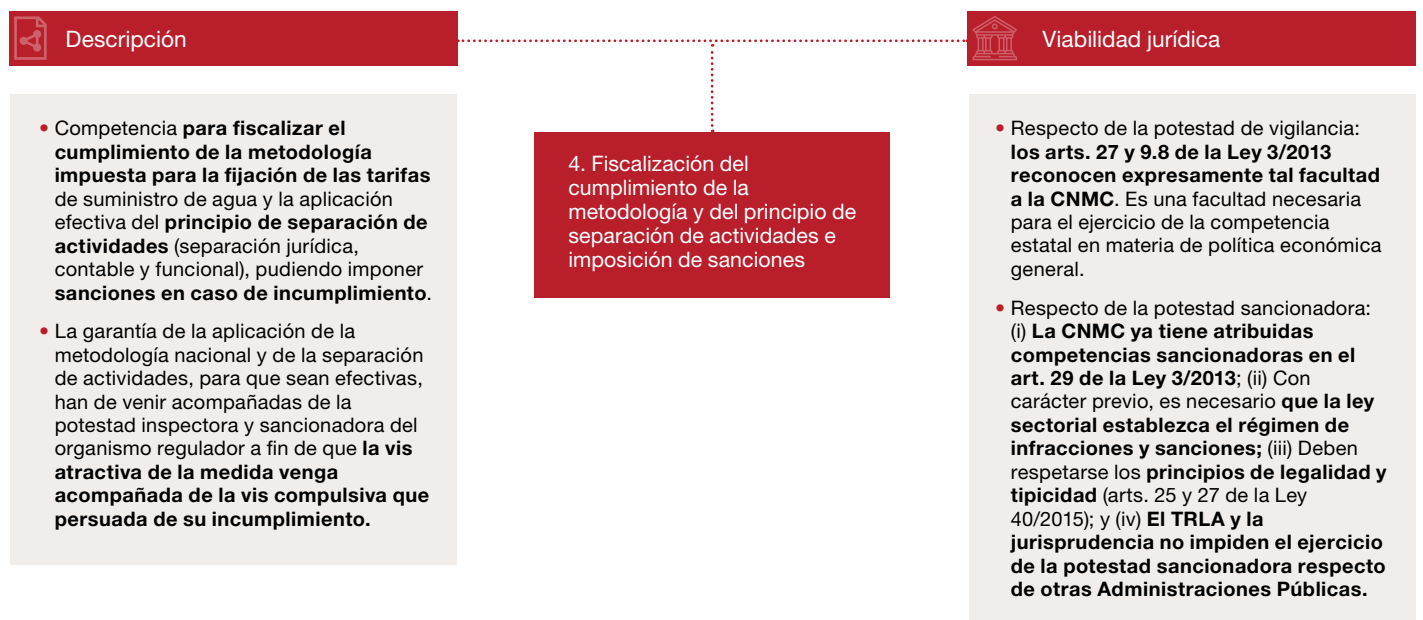 Descripción
• Competencia para fiscalizar el
cumplimiento de la metodología
impuesta para la fijación de las tarifas
de suministro de agua y la aplicación
efectiva del principio de separación de
actividades (separación jurídica,
contable y funcional), pudiendo imponer
sanciones en caso de incumplimiento.
• La garantía de la aplicación de la
metodología nacional y de la separación
de actividades, para que sean efectivas,
han de venir acompañadas de la
potestad inspectora y sancionadora del
organismo regulador a fin de que la vis
atractiva de la medida venga
acompañada de la vis compulsiva que
persuada de su incumplimiento.
4. Fiscalización del
cumplimiento de la
metodología y del principio de
separación de actividades e
imposición de sanciones
Viabilidad jurídica
• Respecto de la potestad de vigilancia:
los arts. 27 y 9.8 de la Ley 3/2013
reconocen expresamente tal facultad
a la CNMC. Es una facultad necesaria
para el ejercicio de la competencia
estatal en materia de política económica
general.
• Respecto de la potestad sancionadora:
(i) La CNMC ya tiene atribuidas
competencias sancionadoras en el
art. 29 de la Ley 3/2013; (ii) Con
carácter previo, es necesario que la ley
sectorial establezca el régimen de
infracciones y sanciones; (iii) Deben
respetarse los principios de legalidad y
tipicidad (arts. 25 y 27 de la Ley
40/2015); y (iv) El TRLA y la
jurisprudencia no impiden el ejercicio
de la potestad sancionadora respecto
de otras Administraciones Públicas.